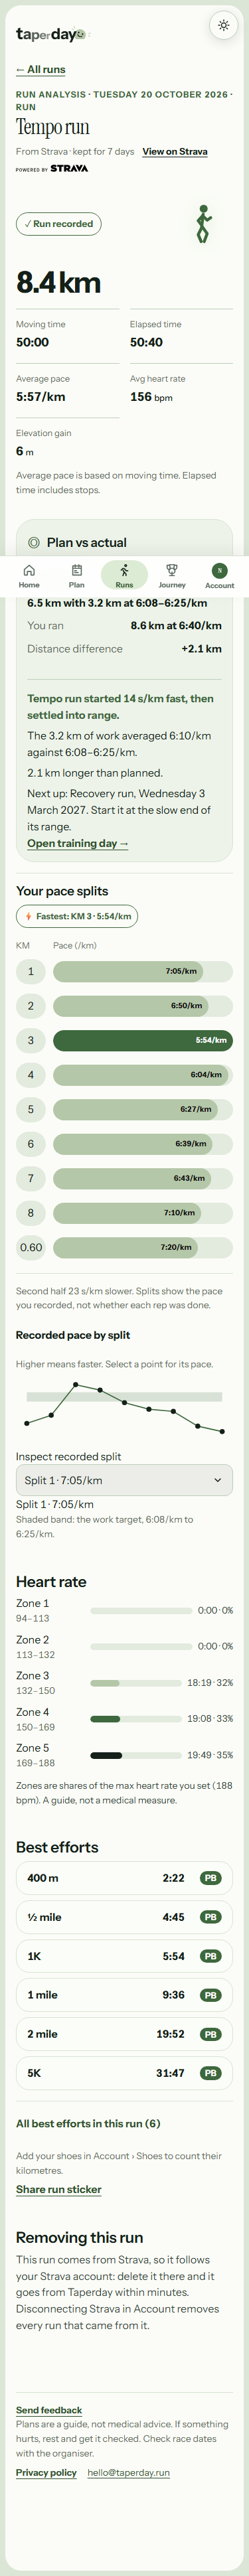 taperday
← All runs
RUN ANALYSIS · TUESDAY 20 OCTOBER 2026 ·
RUN
Tempo run
From Strava · kept for 7 days View on Strava
POWERED BY STRAVA
✓ Run recorded
8.4 km
Moving time
50:00
Elapsed time
50:40
Average pace
5:57/km
Avg heart rate
156 bpm
Elevation gain
6 m
Average pace is based on moving time. Elapsed
time includes stops.
Plan vs actual
Home
Plan
Runs
Journey
N
Account
6.5 km with 3.2 km at 6:08–6:25/km
You ran 8.6 km at 6:40/km
Distance difference +2.1 km
Tempo run started 14 s/km fast, then
settled into range.
The 3.2 km of work averaged 6:10/km
against 6:08–6:25/km.
2.1 km longer than planned.
Next up: Recovery run, Wednesday 3
March 2027. Start it at the slow end of
its range.
Open training day →
Your pace splits
Fastest: KM 3 · 5:54/km
KM Pace (/km)
1 7:05/km
2 6:50/km
3 5:54/km
4 6:04/km
5 6:27/km
6 6:39/km
7 6:43/km
8 7:10/km
0.60 7:20/km
Second half 23 s/km slower. Splits show the pace
you recorded, not whether each rep was done.
Recorded pace by split
Higher means faster. Select a point for its pace.
Inspect recorded split
Split 1 · 7:05/km
Split 1 · 7:05/km
Shaded band: the work target, 6:08/km to
6:25/km.
Heart rate
Zone 1
94–113
0:00 · 0%
Zone 2
113–132
0:00 · 0%
Zone 3
132–150
18:19 · 32%
Zone 4
150–169
19:08 · 33%
Zone 5
169–188
19:49 · 35%
Zones are shares of the max heart rate you set (188
bpm). A guide, not a medical measure.
Best efforts
400 m 2:22 PB
½ mile 4:45 PB
1K 5:54 PB
1 mile 9:36 PB
2 mile 19:52 PB
5K 31:47 PB
All best efforts in this run (6)
Add your shoes in Account › Shoes to count their
kilometres.
Share run sticker
Removing this run
This run comes from Strava, so it follows
your Strava account: delete it there and it
goes from Taperday within minutes.
Disconnecting Strava in Account removes
every run that came from it.
Send feedback
Plans are a guide, not medical advice. If something
hurts, rest and get it checked. Check race dates
with the organiser.
Privacy policy hello@taperday.run